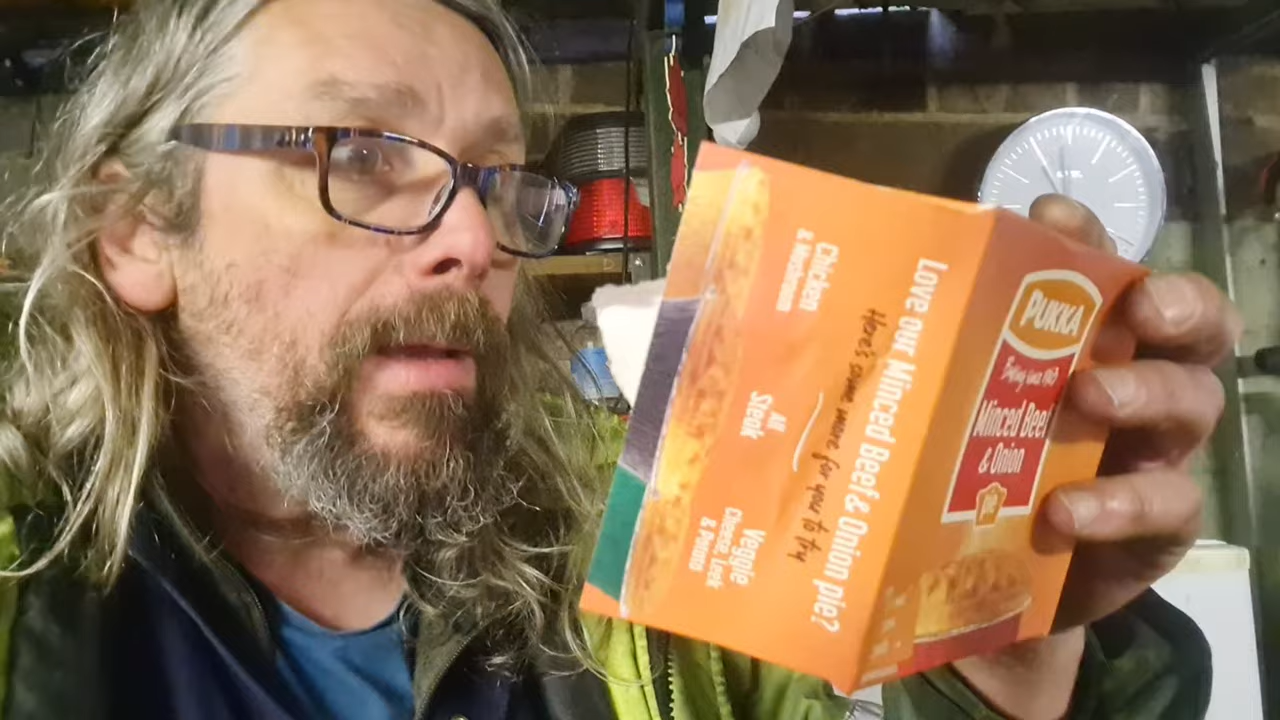 PUKKA
Baking since 1963
Minced Beef
& Onion
pie
Love our Minced Beef & Onion pie?
Here's some more for you to try
Chicken
& Mushroom
All
Steak
Veggie
Cheese, Leek
& Potato